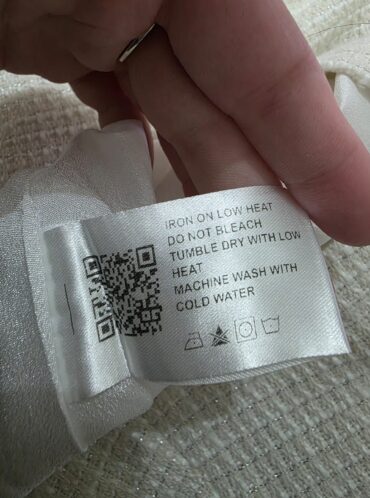 IRON ON LOW HEAT
DO NOT BLEACH
TUMBLE DRY WITH LOW
HEAT
MACHINE WASH WITH
COLD WATER